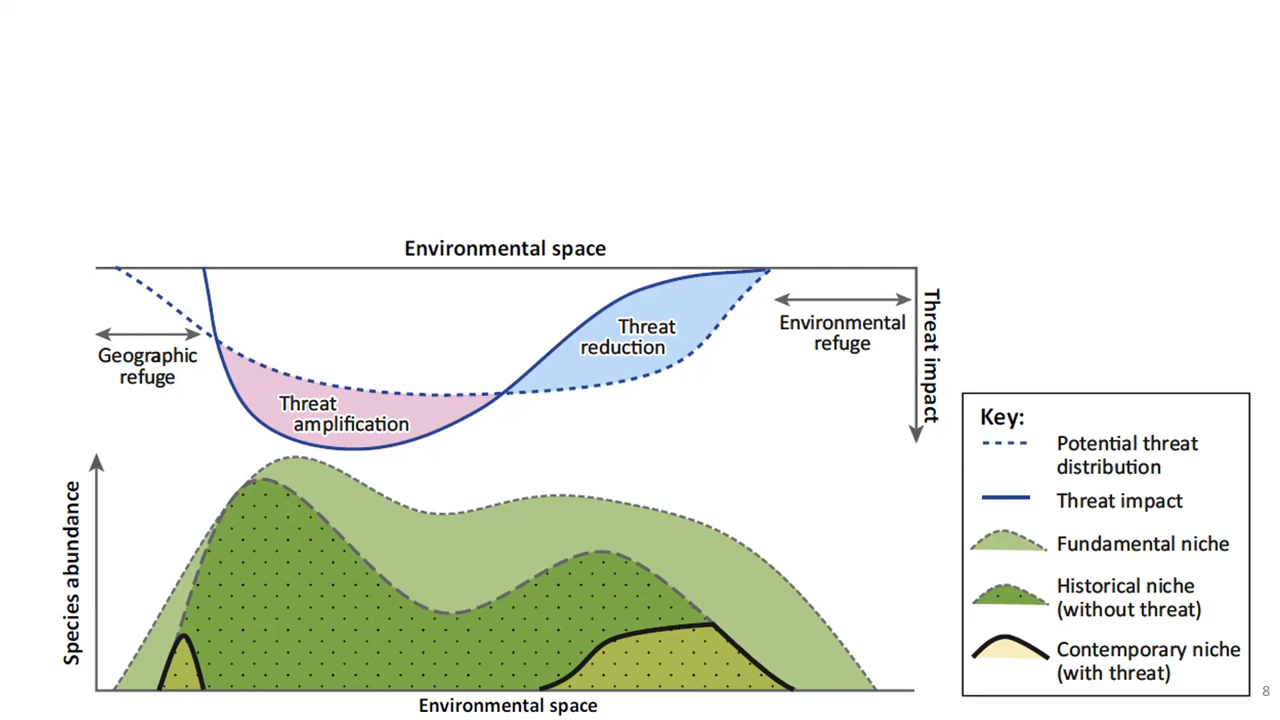 Environmental space
Threat impact
Geographic
refuge
Threat
amplification
Threat
reduction
Environmental
refuge
Species abundance
Environmental space
Key:
Potential threat
distribution
Threat impact
Fundamental niche
Historical niche
(without threat)
Contemporary niche
(with threat)
8